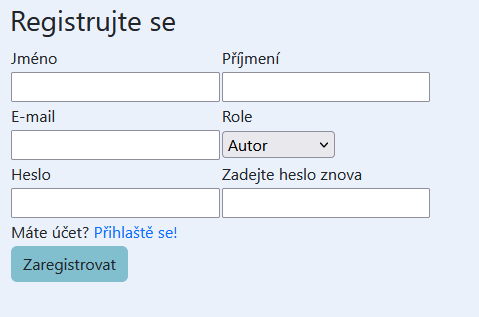 Registrujte se
Jméno Příjmení
E-mail Role
Autor
Heslo Zadejte heslo znova
Máte účet? Přihlaště se!
Zaregistrovat